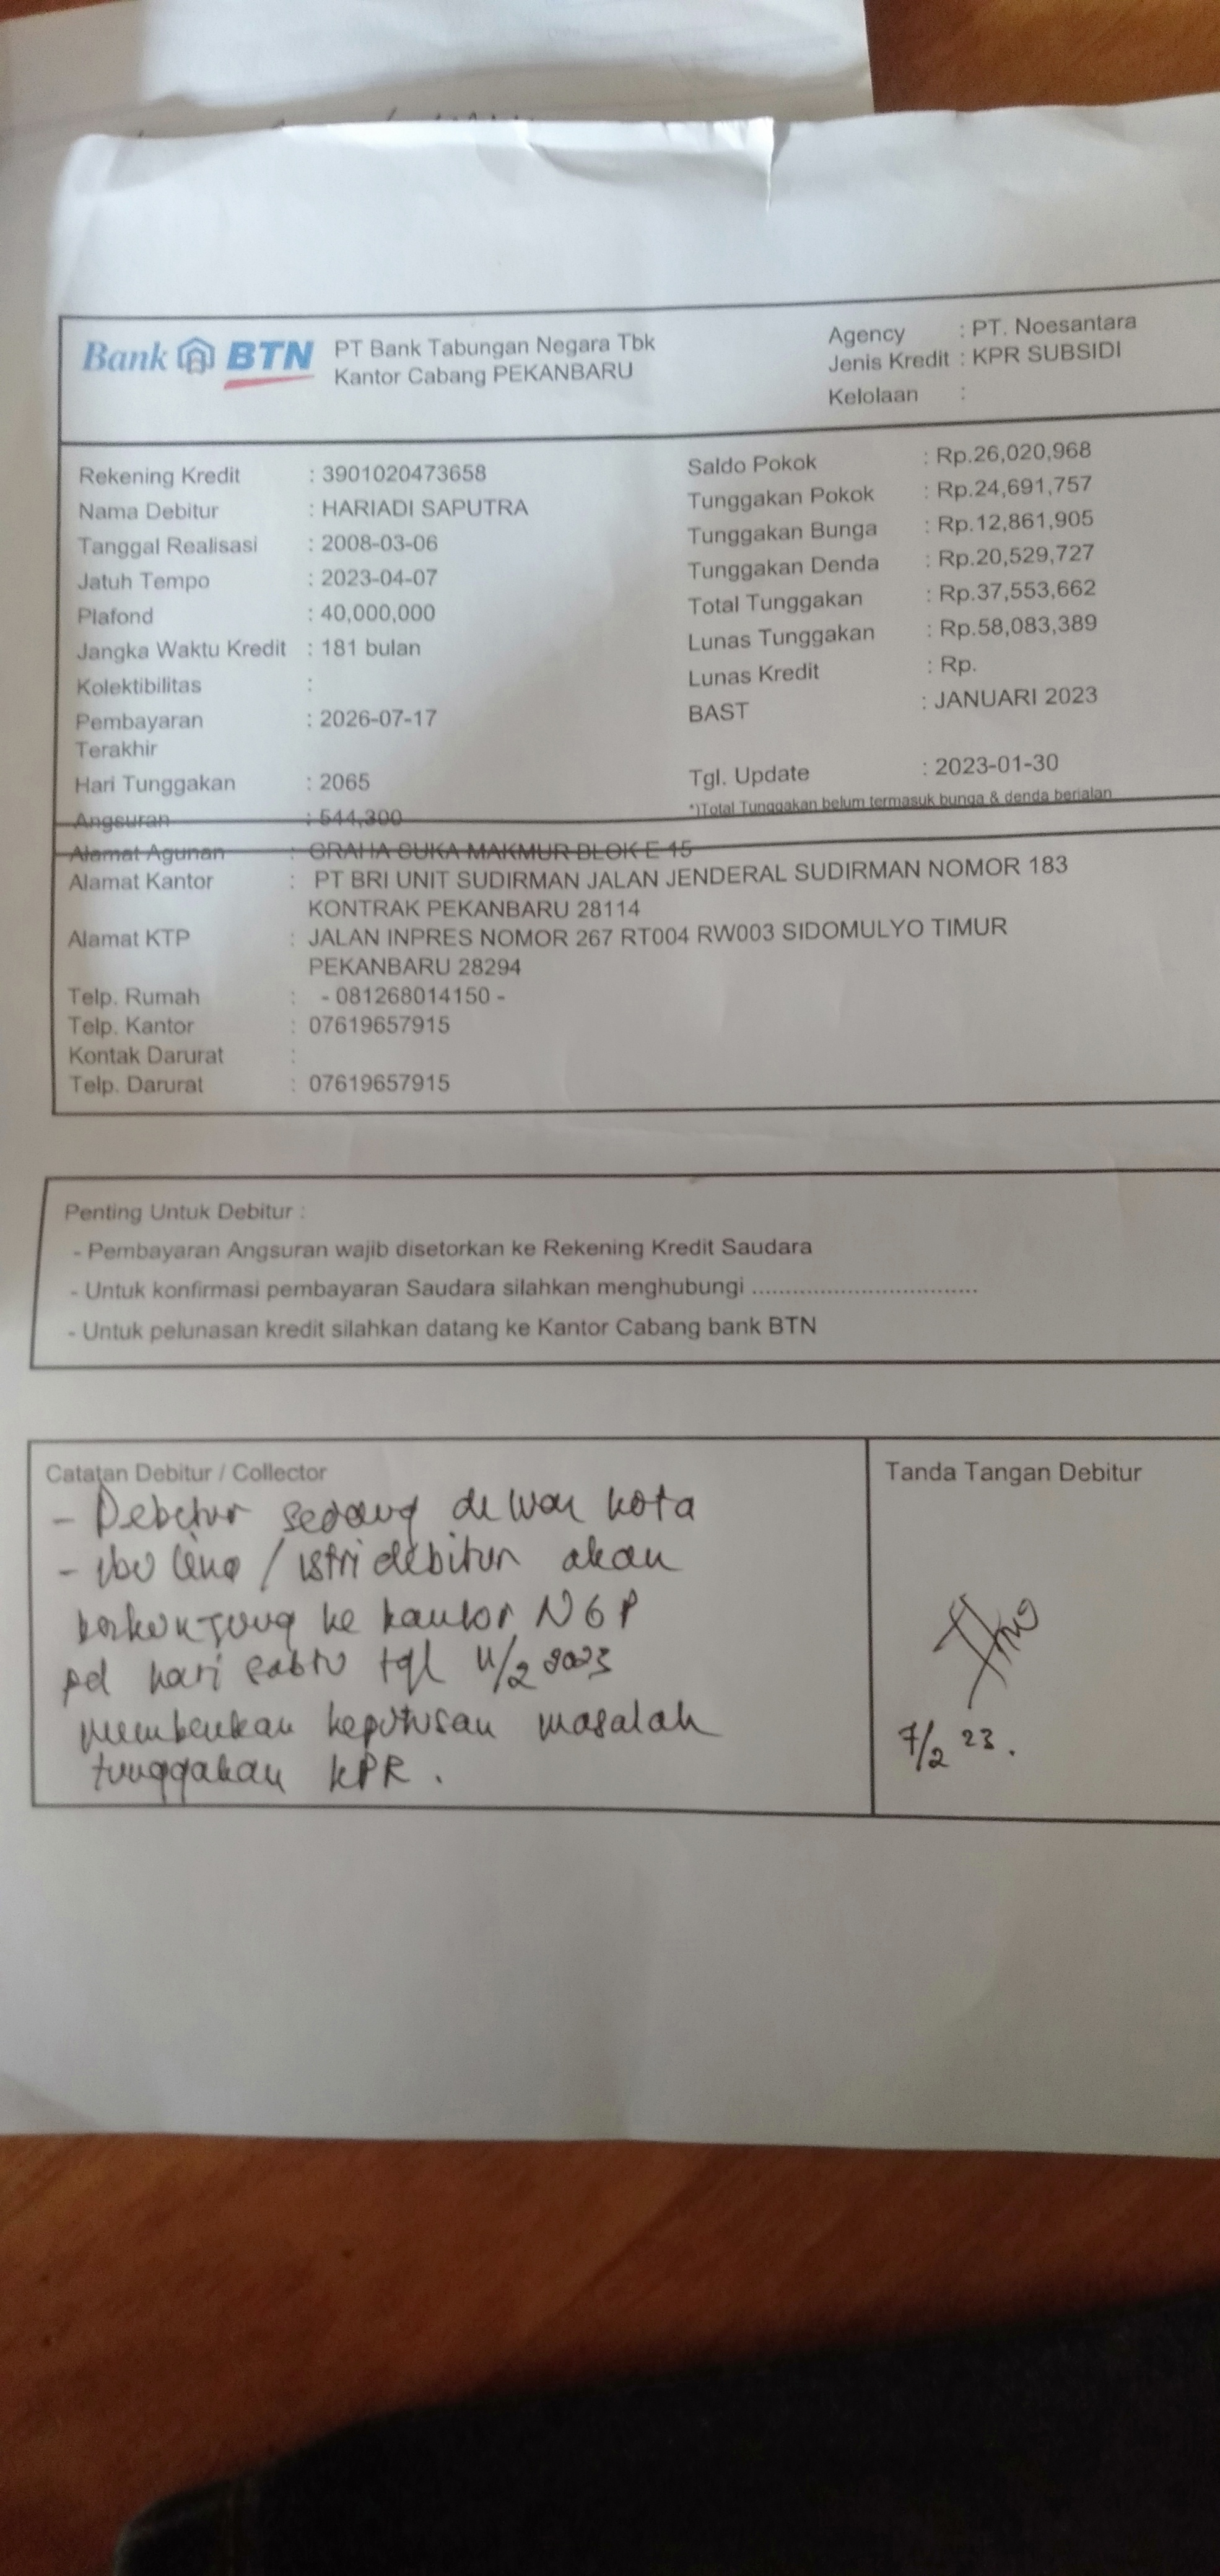 Bank BTN PT Bank Tabungan Negara Tbk
Kantor Cabang PEKANBARU
Agency : PT. Noesantara
Jenis Kredit : KPR SUBSIDI
Kelolaan :
Rekening Kredit : 3901020473658
Nama Debitur : HARIADI SAPUTRA
Tanggal Realisasi : 2008-03-06
Jatuh Tempo : 2023-04-07
Plafond : 40,000,000
Jangka Waktu Kredit : 181 bulan
Kolektibilitas :
Pembayaran : 2026-07-17
Terakhir
Hari Tunggakan : 2065
Angsuran : 544,300
Saldo Pokok : Rp.26,020,968
Tunggakan Pokok : Rp.24,691,757
Tunggakan Bunga : Rp.12,861,905
Tunggakan Denda : Rp.20,529,727
Total Tunggakan : Rp.37,553,662
Lunas Tunggakan : Rp.58,083,389
Lunas Kredit : Rp.
BAST : JANUARI 2023
Tgl. Update : 2023-01-30
*)Total Tunggakan belum termasuk bunga & denda berjalan
Alamat Agunan : GRAHA SUKA MAKMUR BLOK E 15
Alamat Kantor : PT BRI UNIT SUDIRMAN JALAN JENDERAL SUDIRMAN NOMOR 183
KONTRAK PEKANBARU 28114
Alamat KTP : JALAN INPRES NOMOR 267 RT004 RW003 SIDOMULYO TIMUR
PEKANBARU 28294
Telp. Rumah : - 081268014150 -
Telp. Kantor : 07619657915
Kontak Darurat :
Telp. Darurat : 07619657915
Penting Untuk Debitur :
- Pembayaran Angsuran wajib disetorkan ke Rekening Kredit Saudara
- Untuk konfirmasi pembayaran Saudara silahkan menghubungi .................................
- Untuk pelunasan kredit silahkan datang ke Kantor Cabang bank BTN
Catatan Debitur / Collector
- Debitur sedang di luar kota
- Ibu / istri debitur akan
berkunjung ke kantor NGP
pd hari sabtu tgl 11/2 2023
memberikan keputusan masalah
tunggakan KPR .
Tanda Tangan Debitur
7/2 23 .